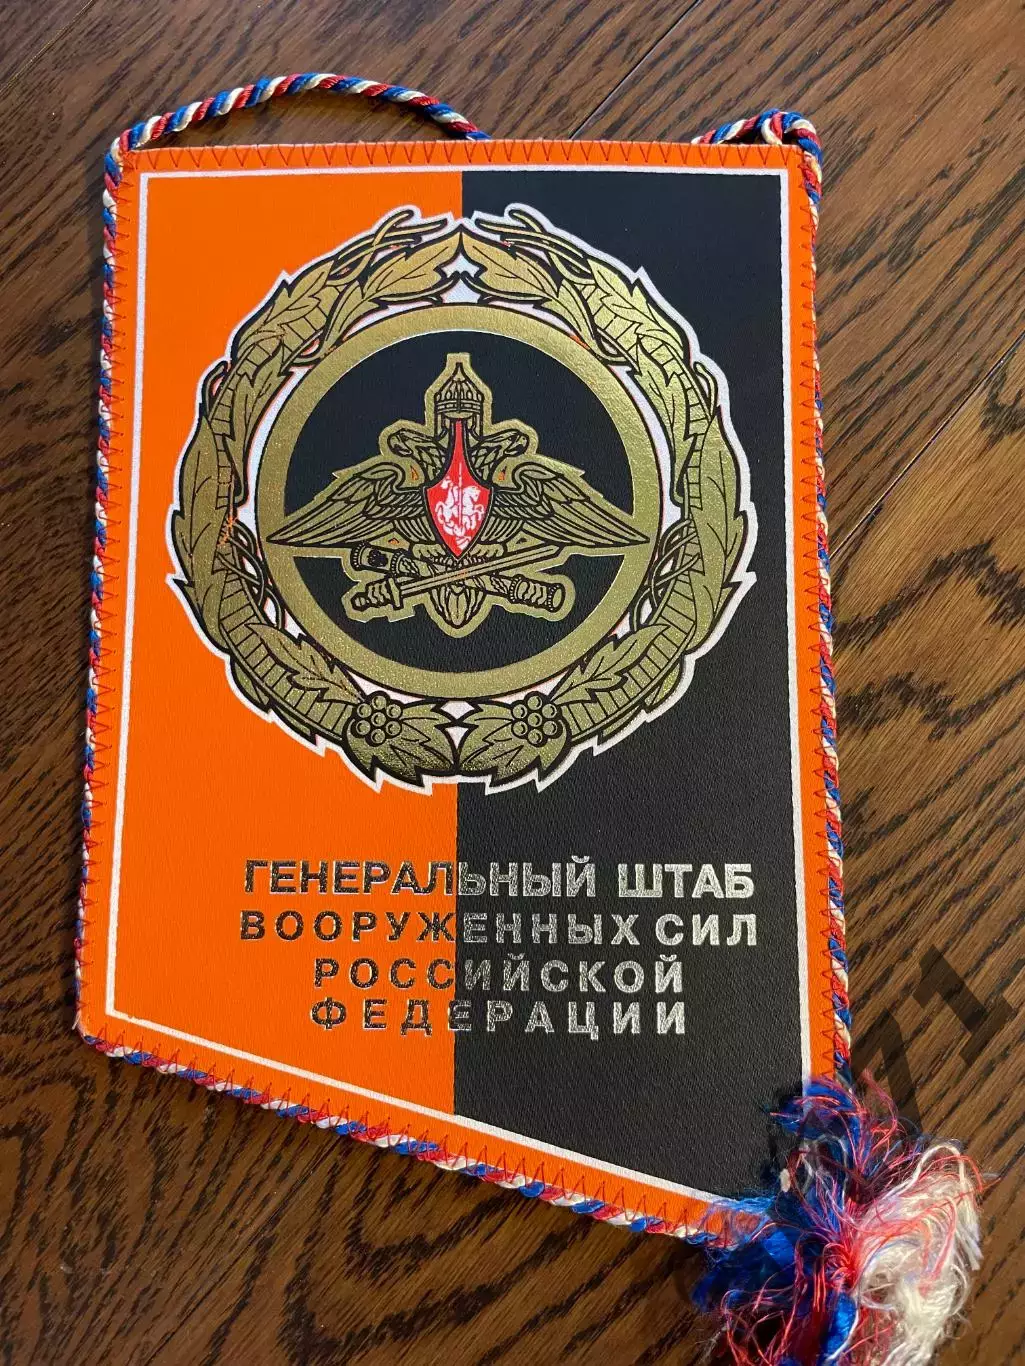 ГЕНЕРАЛЬНЫЙ ШТАБ
ВООРУЖЕННЫХ СИЛ
РОССИЙСКОЙ
ФЕДЕРАЦИИ